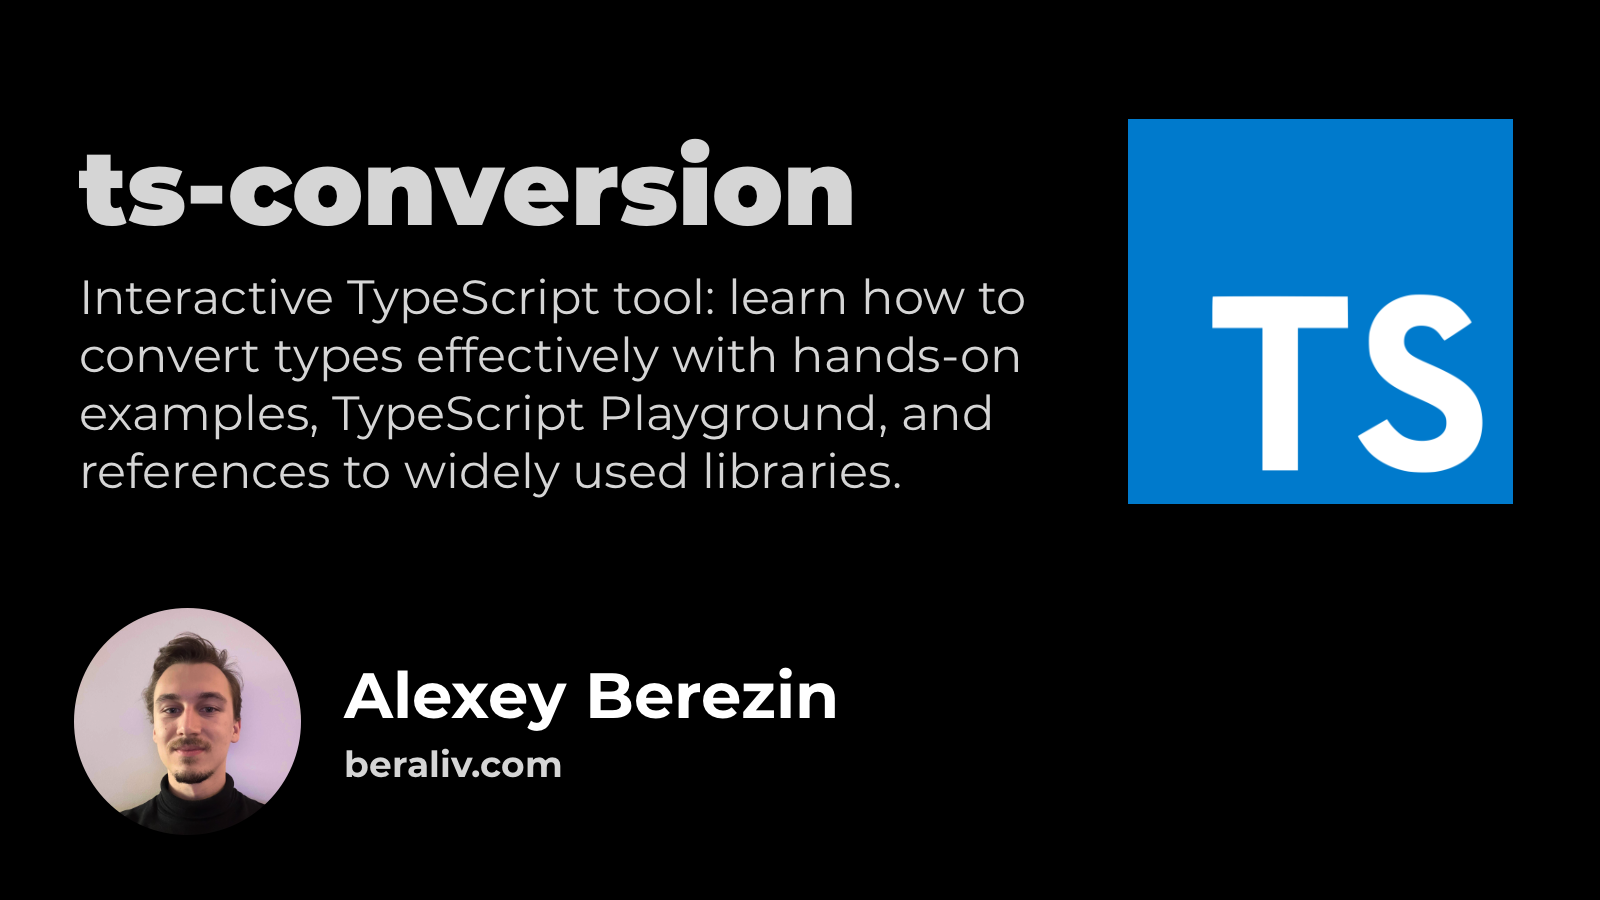 ts-conversion
Interactive TypeScript tool: learn how to
convert types effectively with hands-on
examples, TypeScript Playground, and
references to widely used libraries.
TS
Alexey Berezin
beraliv.com